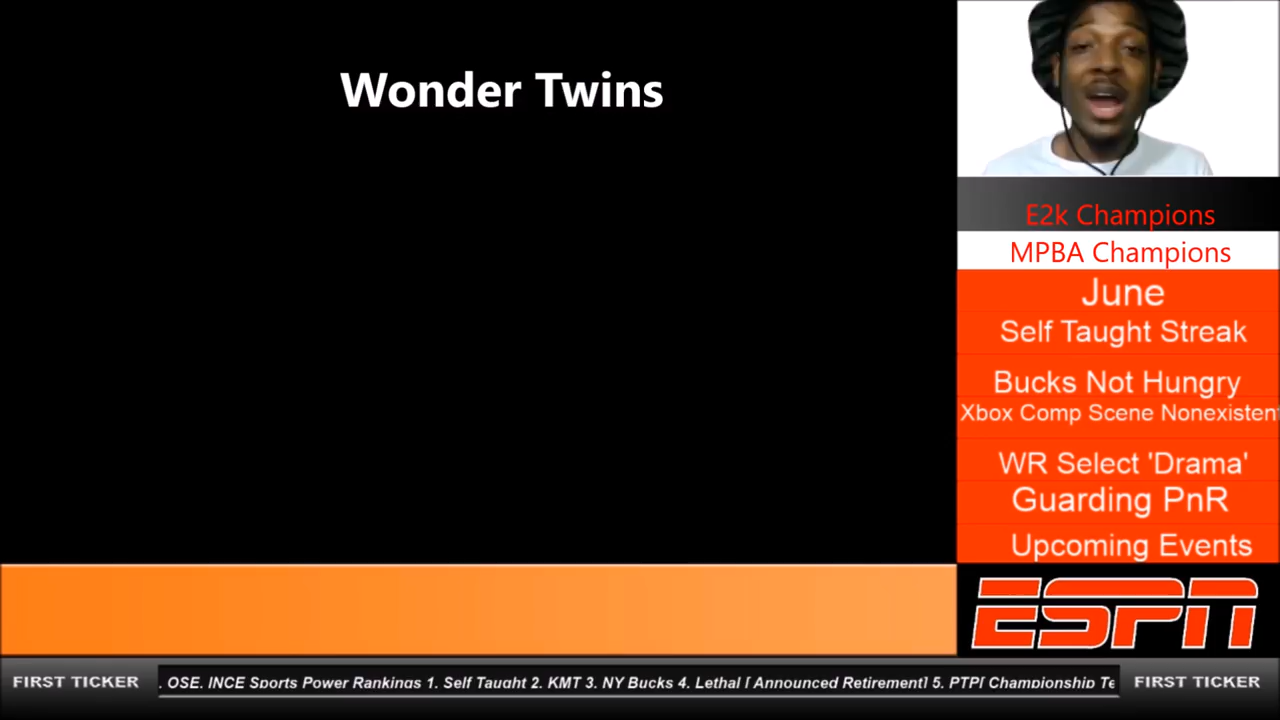 Wonder Twins
E2k Champions
MPBA Champions
June
Self Taught Streak
Bucks Not Hungry
Xbox Comp Scene Nonexisten
WR Select 'Drama'
Guarding PnR
Upcoming Events
ESPN
FIRST TICKER
. OSE. INCE Sports Power Rankings 1. Self Taught 2. KMT 3. NY Bucks 4. Lethal [ Announced Retirement] 5. PTP[ Championship Te
FIRST TICKER